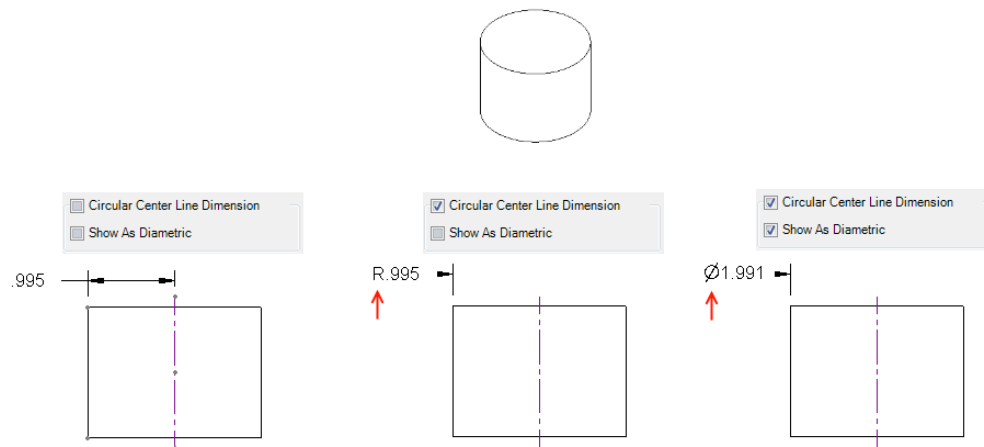 Circular Center Line Dimension
Show As Diametric
.995
Circular Center Line Dimension
Show As Diametric
R.995
Circular Center Line Dimension
Show As Diametric
Ø1.991